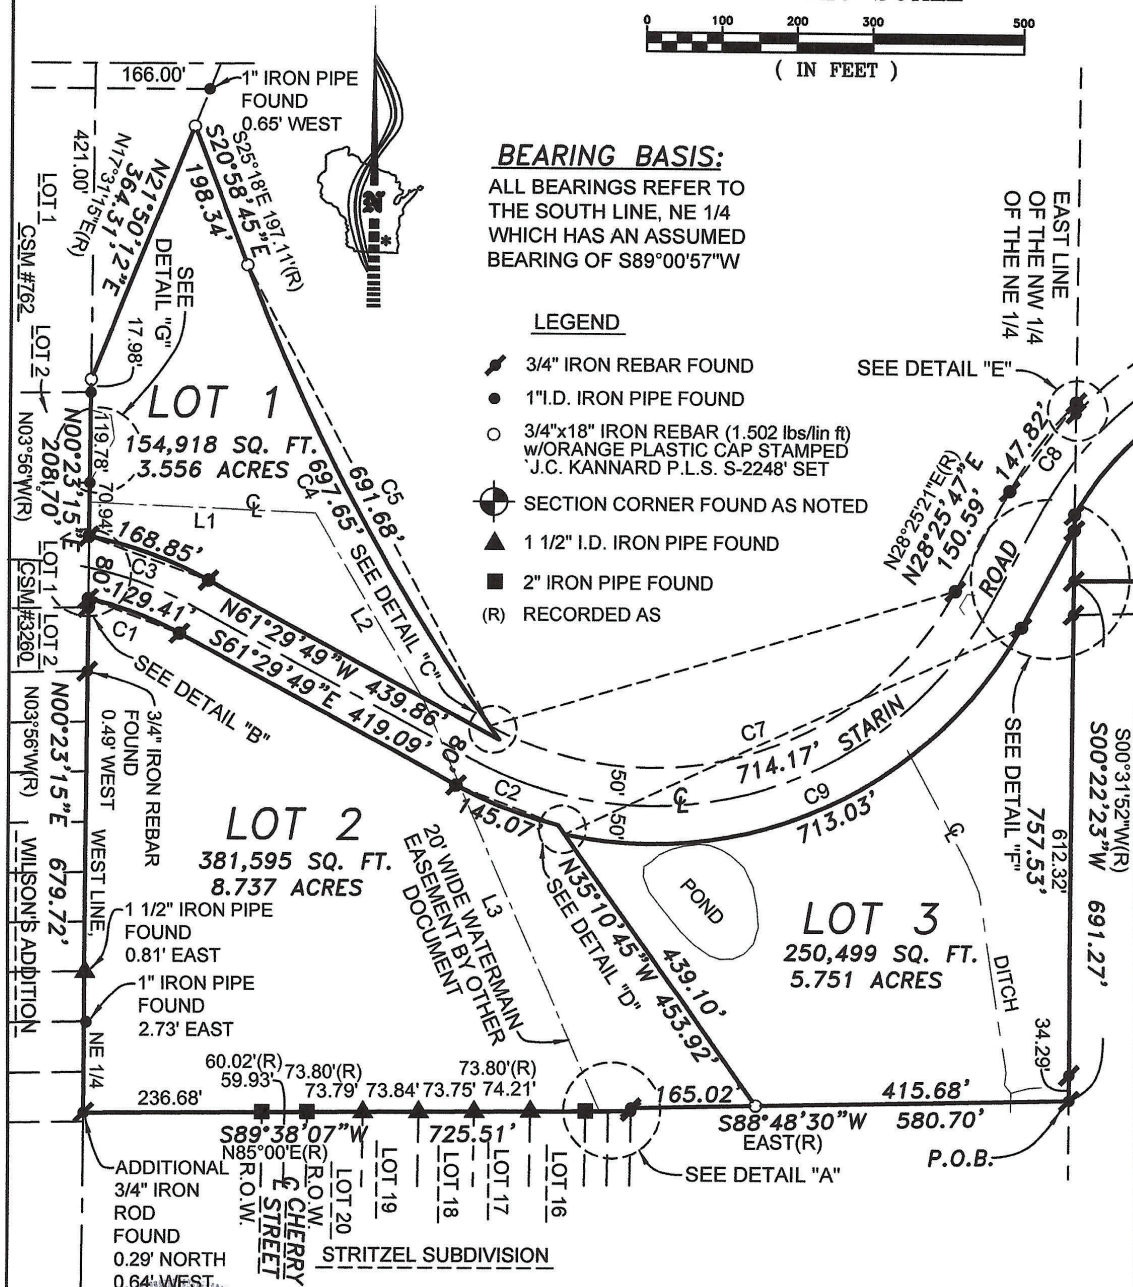 0 100 200 300 500
( IN FEET )
166.00'
1" IRON PIPE
FOUND
0.65' WEST
BEARING BASIS:
ALL BEARINGS REFER TO
THE SOUTH LINE, NE 1/4
WHICH HAS AN ASSUMED
BEARING OF S89°00'57"W
LEGEND
3/4" IRON REBAR FOUND
1"I.D. IRON PIPE FOUND
3/4"x18" IRON REBAR (1.502 lbs/lin ft)
w/ORANGE PLASTIC CAP STAMPED
'J.C. KANNARD P.L.S. S-2248' SET
SECTION CORNER FOUND AS NOTED
1 1/2" I.D. IRON PIPE FOUND
2" IRON PIPE FOUND
(R) RECORDED AS
EAST LINE
OF THE NW 1/4
OF THE NE 1/4
SEE DETAIL "E"
421.00'
N17°31'15"E(R)
364.31'
N21°50'12"E
S25°18'E 197.11'(R)
S20°58'45"E
198.34'
LOT 1
CSM #762
LOT 2
SEE
DETAIL "G"
17.98'
LOT 1
154,918 SQ. FT.
3.556 ACRES
119.78'
70.94'
N03°56'W(R)
N00°23'15"E
208.70'
C5
691.68'
697.65'
C4
SEE DETAIL "C"
L1
℄
L2
168.85'
C3
N61°29'49"W 439.86'
80.'
129.41'
C1
S61°29'49"E 419.09'
LOT 1
CSM #3260
LOT 2
SEE DETAIL "B"
147.82'
C8
N28°25'21"E(R)
N28°25'47"E
150.59'
ROAD
STARIN
C7
714.17'
℄
C9
713.03'
50'
50'
80.'
C2
145.07'
SEE DETAIL "F"
S00°31'52"W(R)
S00°22'23"W 691.27'
757.53'
612.32'
N03°56'W(R)
N00°23'15"E 679.72'
3/4" IRON REBAR
FOUND
0.49' WEST
WEST LINE,
NE 1/4
WILSON'S ADDITION
LOT 2
381,595 SQ. FT.
8.737 ACRES
20' WIDE WATERMAIN
EASEMENT BY OTHER
DOCUMENT
L3
SEE DETAIL "D"
N35°10'45"W 453.92'
439.10'
POND
LOT 3
250,499 SQ. FT.
5.751 ACRES
℄
DITCH
34.29'
1 1/2" IRON PIPE
FOUND
0.81' EAST
1" IRON PIPE
FOUND
2.73' EAST
60.02'(R)
59.93'
73.80'(R)
73.79'
73.84'
73.75'
73.80'(R)
74.21'
236.68'
165.02'
415.68'
S89°38'07"W 725.51'
N85°00'E(R)
S88°48'30"W 580.70'
EAST(R)
P.O.B.
SEE DETAIL "A"
ADDITIONAL
3/4" IRON
ROD
FOUND
0.29' NORTH
0.64' WEST
R.O.W.
℄ CHERRY
STREET
R.O.W.
LOT 20
LOT 19
LOT 18
LOT 17
LOT 16
STRITZEL SUBDIVISION